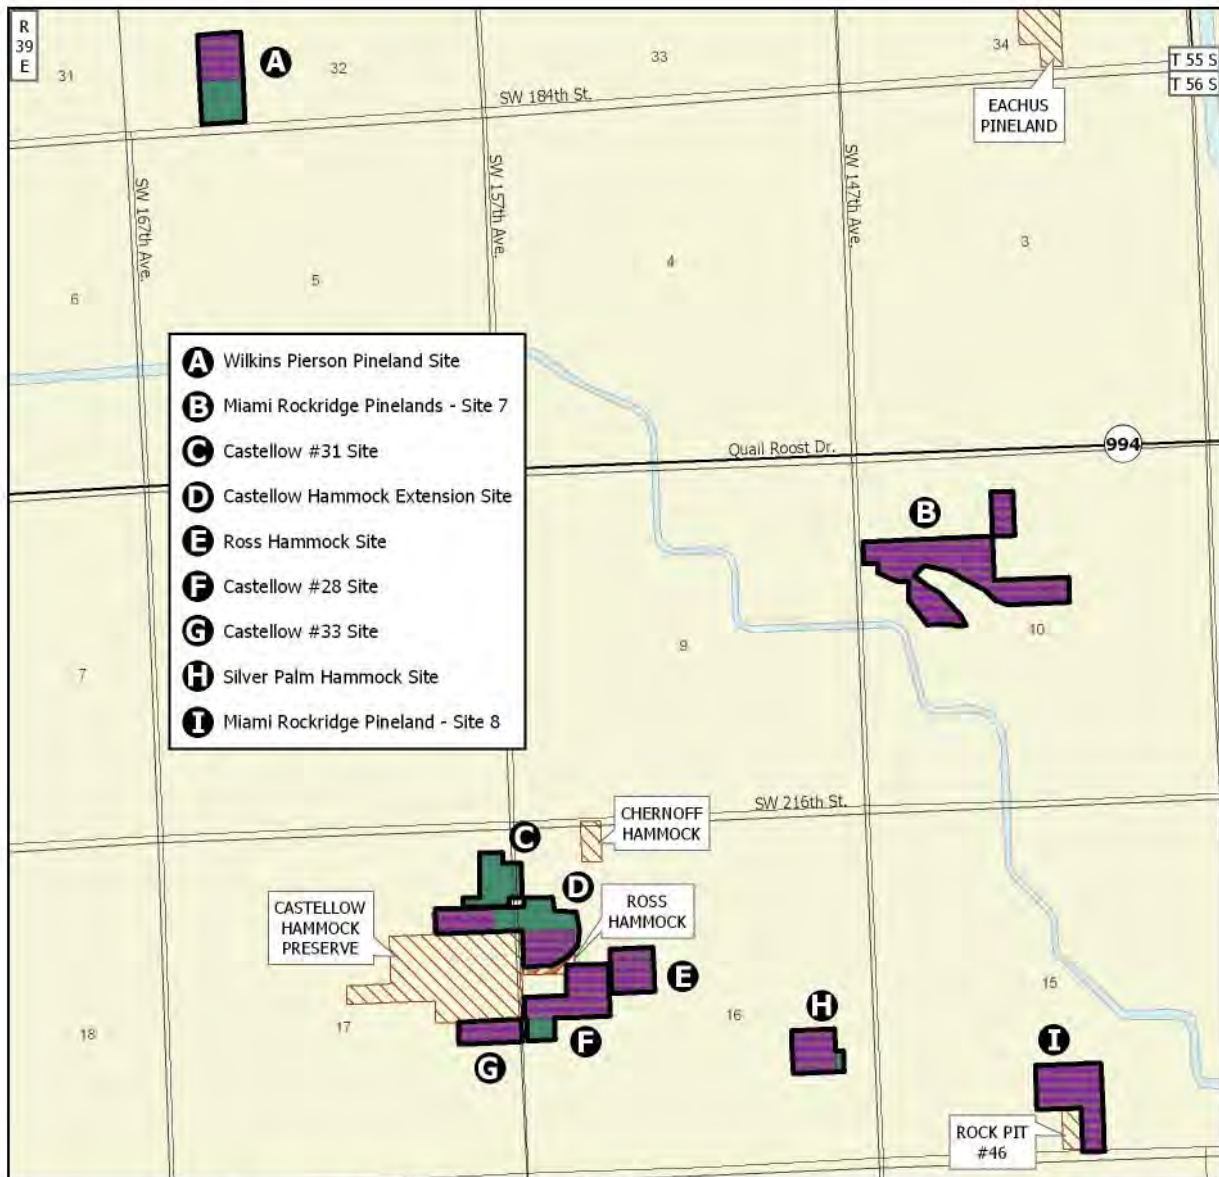 R
39
E
31
A
32
33
34
T 55 S
T 56 S
SW 184th St.
EACHUS
PINELAND
SW 167th Ave.
SW 157th Ave.
SW 147th Ave.
6
5
4
3
A Wilkins Pierson Pineland Site
B Miami Rockridge Pinelands - Site 7
C Castellow #31 Site
D Castellow Hammock Extension Site
E Ross Hammock Site
F Castellow #28 Site
G Castellow #33 Site
H Silver Palm Hammock Site
I Miami Rockridge Pineland - Site 8
Quail Roost Dr.
994
B
7
9
10
SW 216th St.
C
CHERNOFF
HAMMOCK
D
ROSS
HAMMOCK
CASTELLOW
HAMMOCK
PRESERVE
E
18
17
16
15
H
F
G
I
ROCK PIT
#46